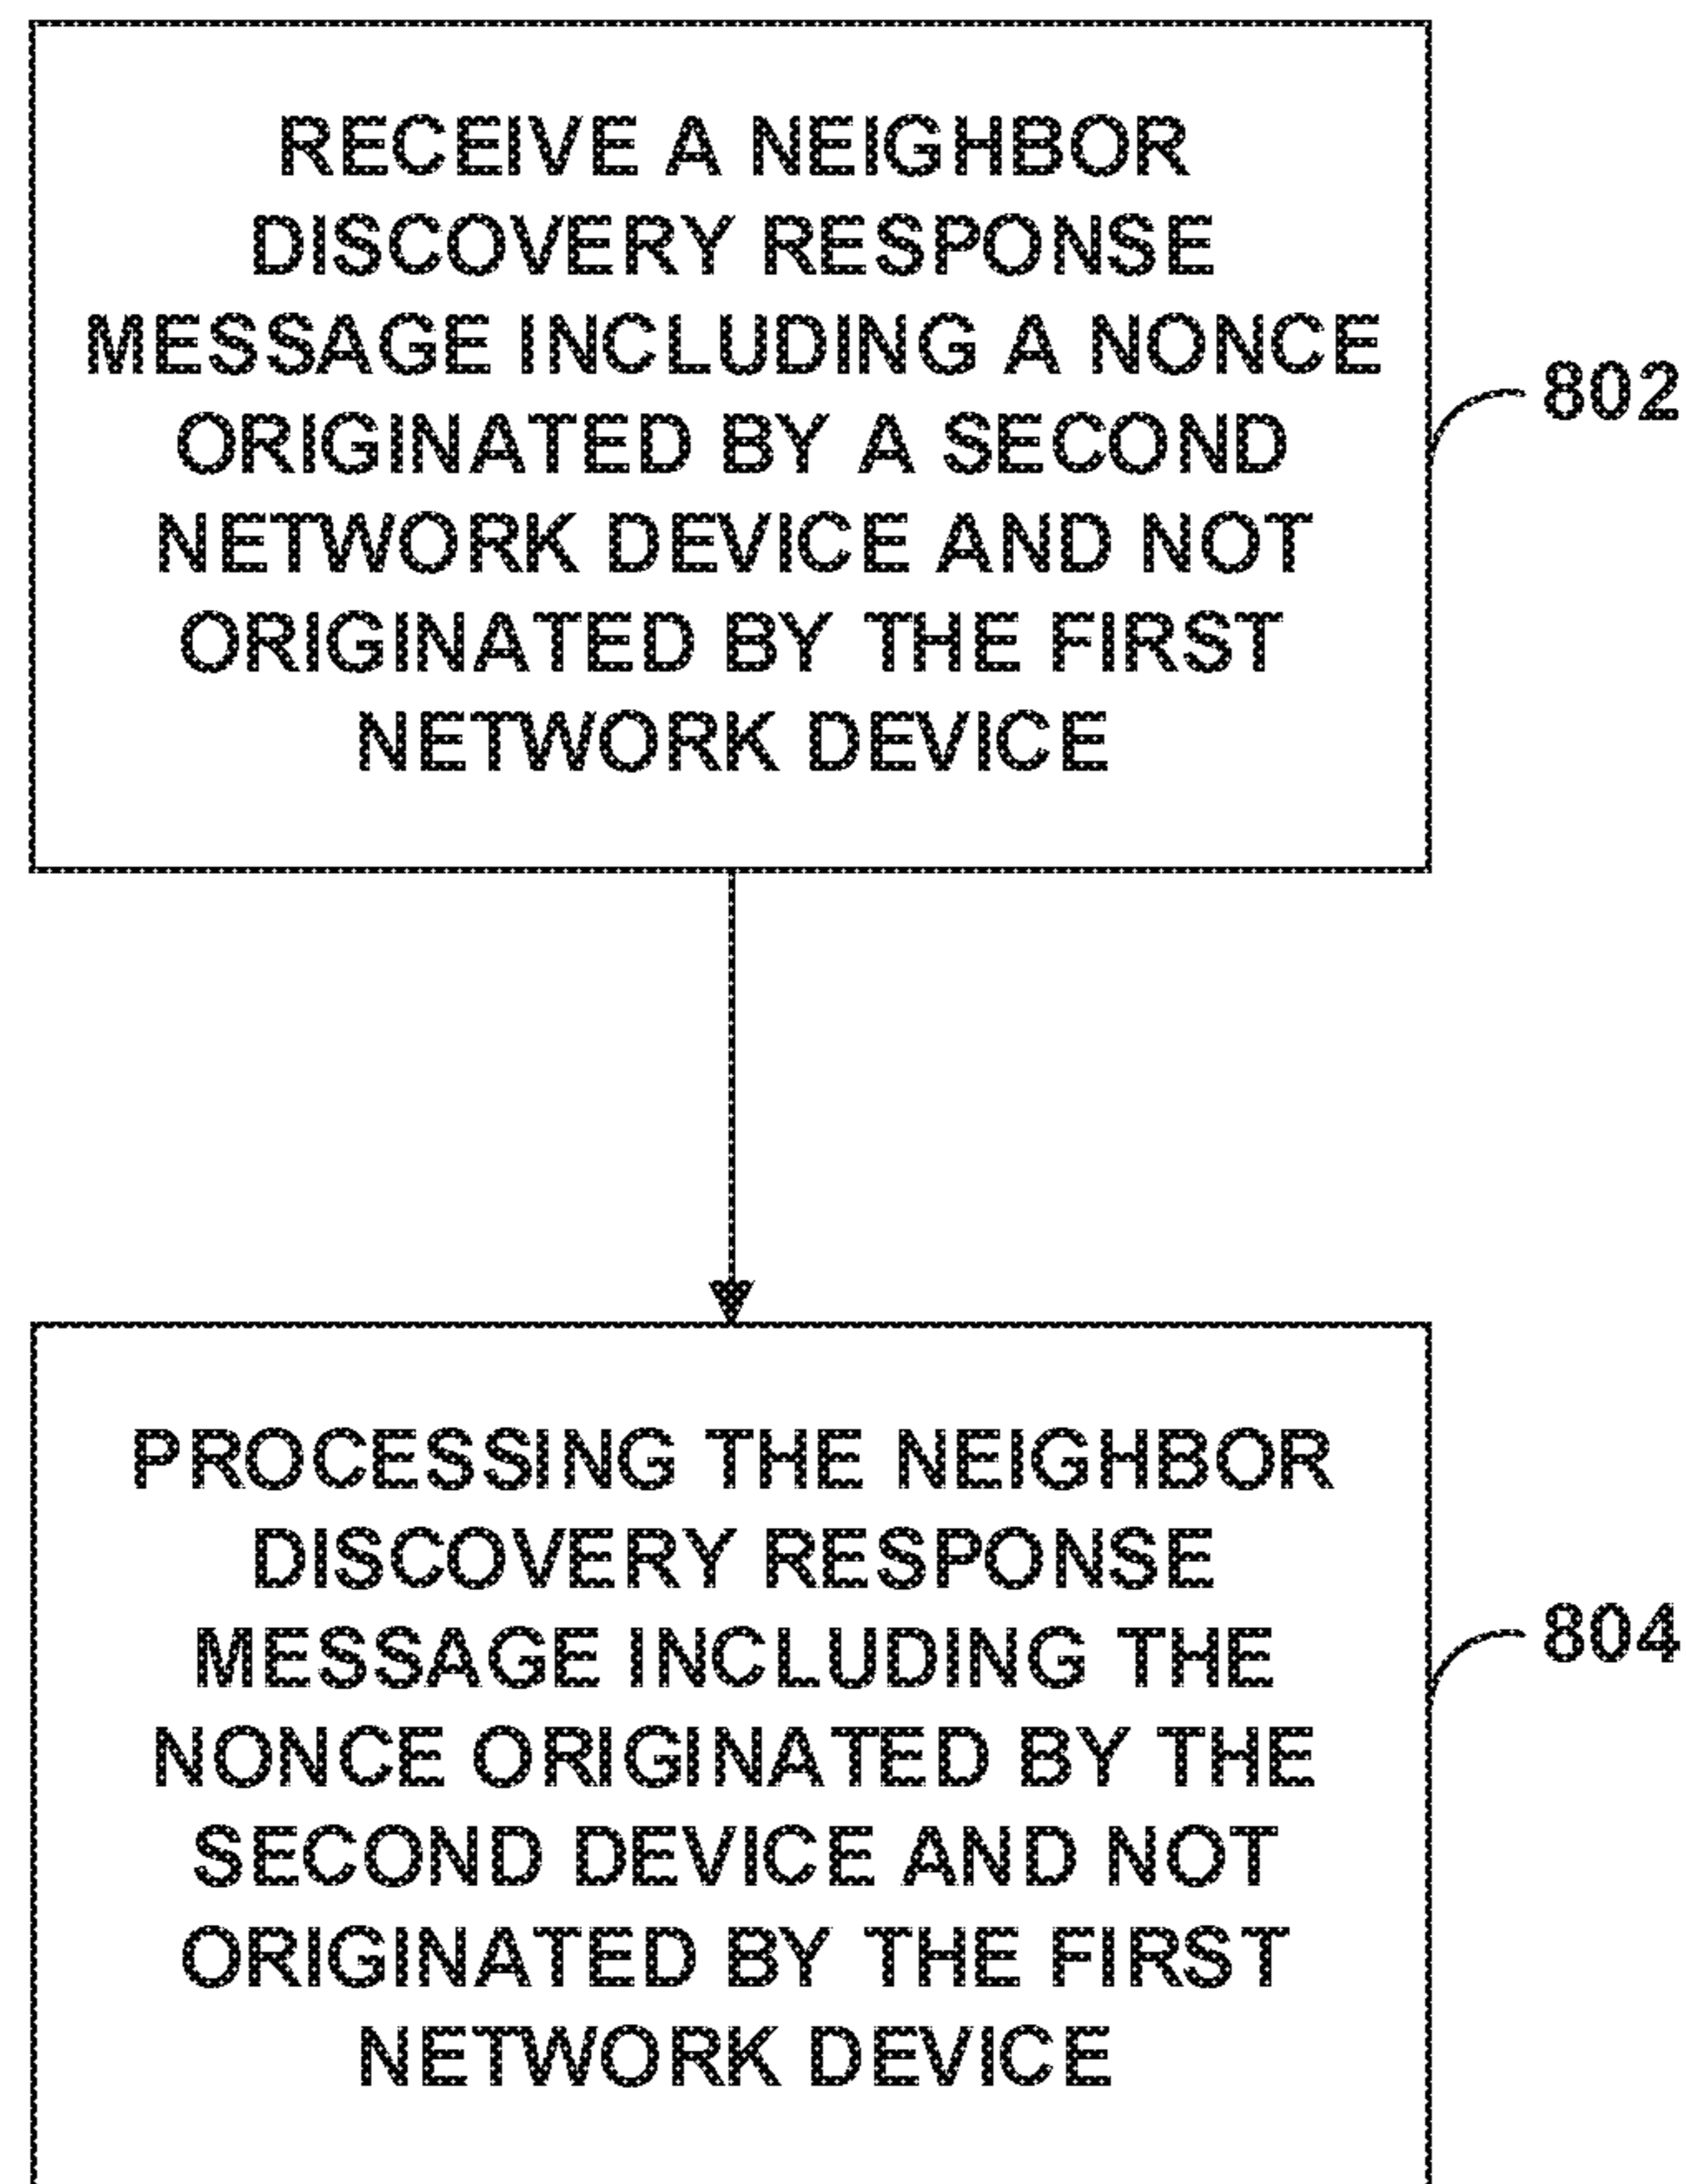 RECEIVE A NEIGHBOR
DISCOVERY RESPONSE
MESSAGE INCLUDING A NONCE
ORIGINATED BY A SECOND
NETWORK DEVICE AND NOT
ORIGINATED BY THE FIRST
NETWORK DEVICE
802
PROCESSING THE NEIGHBOR
DISCOVERY RESPONSE
MESSAGE INCLUDING THE
NONCE ORIGINATED BY THE
SECOND DEVICE AND NOT
ORIGINATED BY THE FIRST
NETWORK DEVICE
804